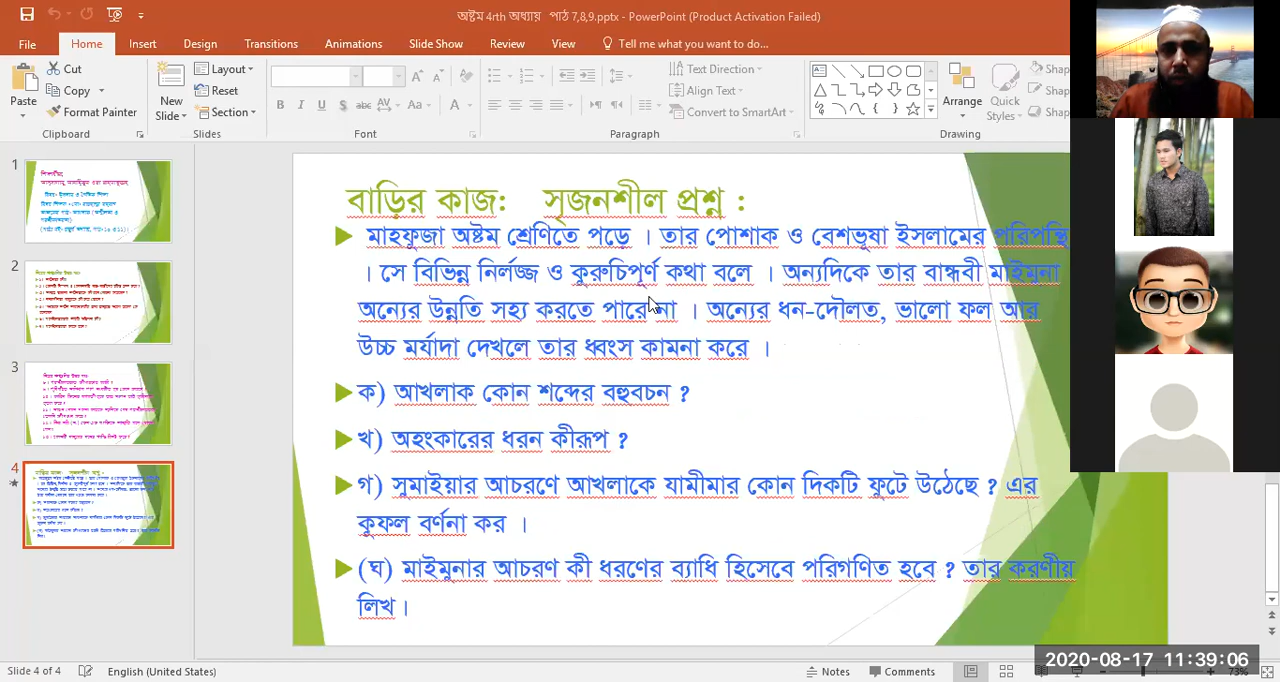 অষ্টম 4rth অধ্যায় পাঠ 7,8,9.pptx - PowerPoint (Product Activation Failed)
File Home Insert Design Transitions Animations Slide Show Review View Tell me what you want to do...
Cut
Copy
Format Painter
Paste
Clipboard
New Slide
Layout
Reset
Section
Slides
Font
Text Direction
Align Text
Convert to SmartArt
Paragraph
Arrange
Quick Styles
Drawing
1
2
3
4
বাড়ির কাজ: সৃজনশীল প্রশ্ন :
মাহফুজা অষ্টম শ্রেণিতে পড়ে । তার পোশাক ও বেশভূষা ইসলামের পরিপন্থি
। সে বিভিন্ন নির্লজ্জ ও কুরুচিপূর্ণ কথা বলে । অন্যদিকে তার বান্ধবী মাইমুনা
অন্যের উন্নতি সহ্য করতে পারে না । অন্যের ধন-দৌলত, ভালো ফল আর
উচ্চ মর্যাদা দেখলে তার ধ্বংস কামনা করে ।
ক) আখলাক কোন শব্দের বহুবচন ?
খ) অহংকারের ধরন কীরূপ ?
গ) সুমাইয়ার আচরণে আখলাকে যামীমার কোন দিকটি ফুটে উঠেছে ? এর
কুফল বর্ণনা কর ।
(ঘ) মাইমুনার আচরণ কী ধরণের ব্যাধি হিসেবে পরিগণিত হবে ? তার করণীয়
লিখ।
Slide 4 of 4 English (United States) Notes Comments
2020-08-17 11:39:06